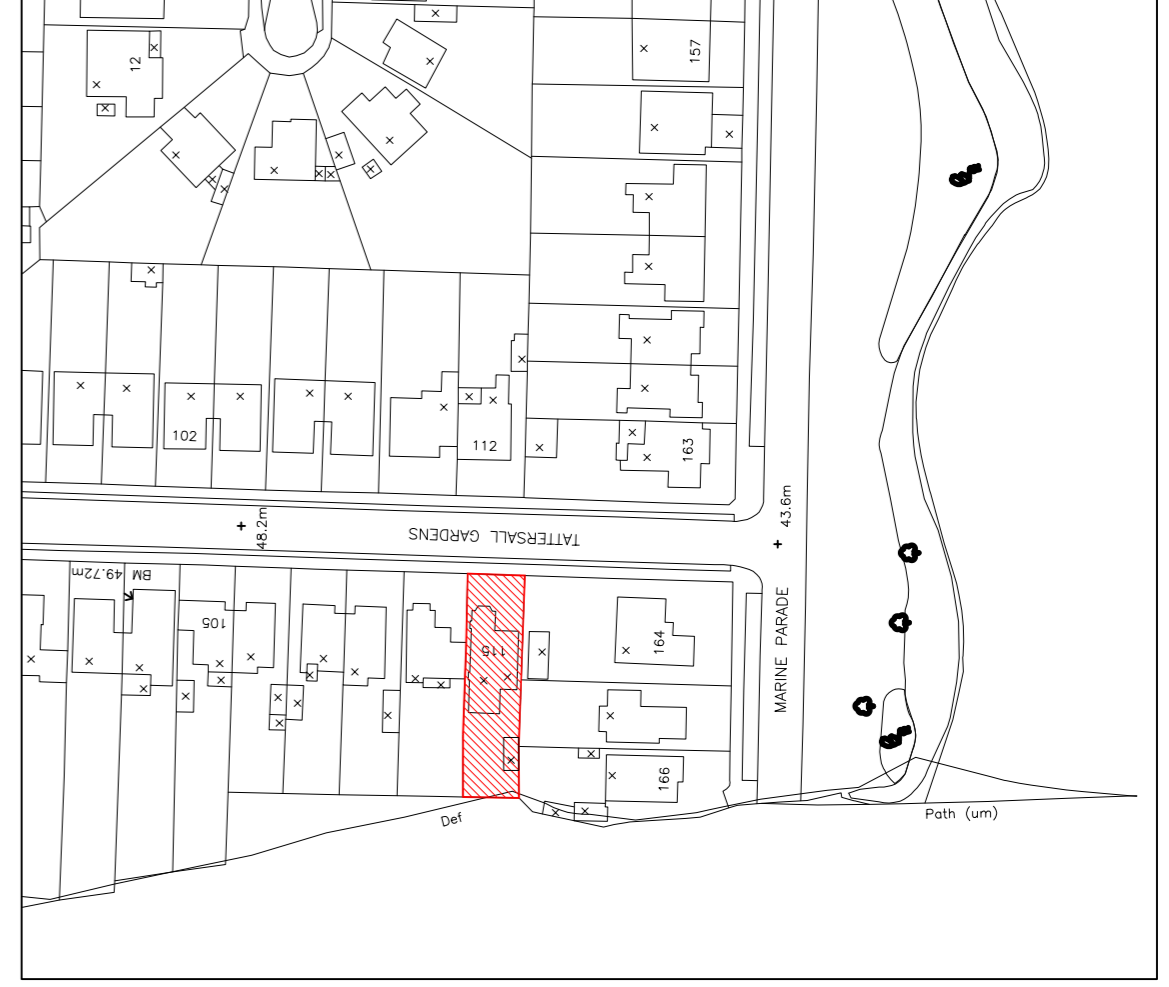 12
157
102
112
163
48.2m
43.6m
TATTERSALL GARDENS
BM 49.72m
105
115
164
MARINE PARADE
166
Def
Path (um)